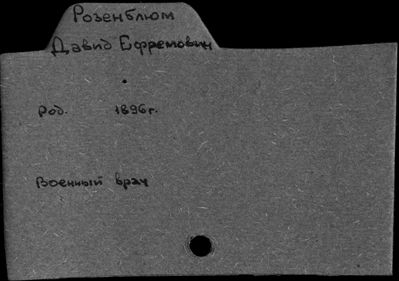 Розенблюм
Давид Ефремович
Род. 1896г.
Военный врач